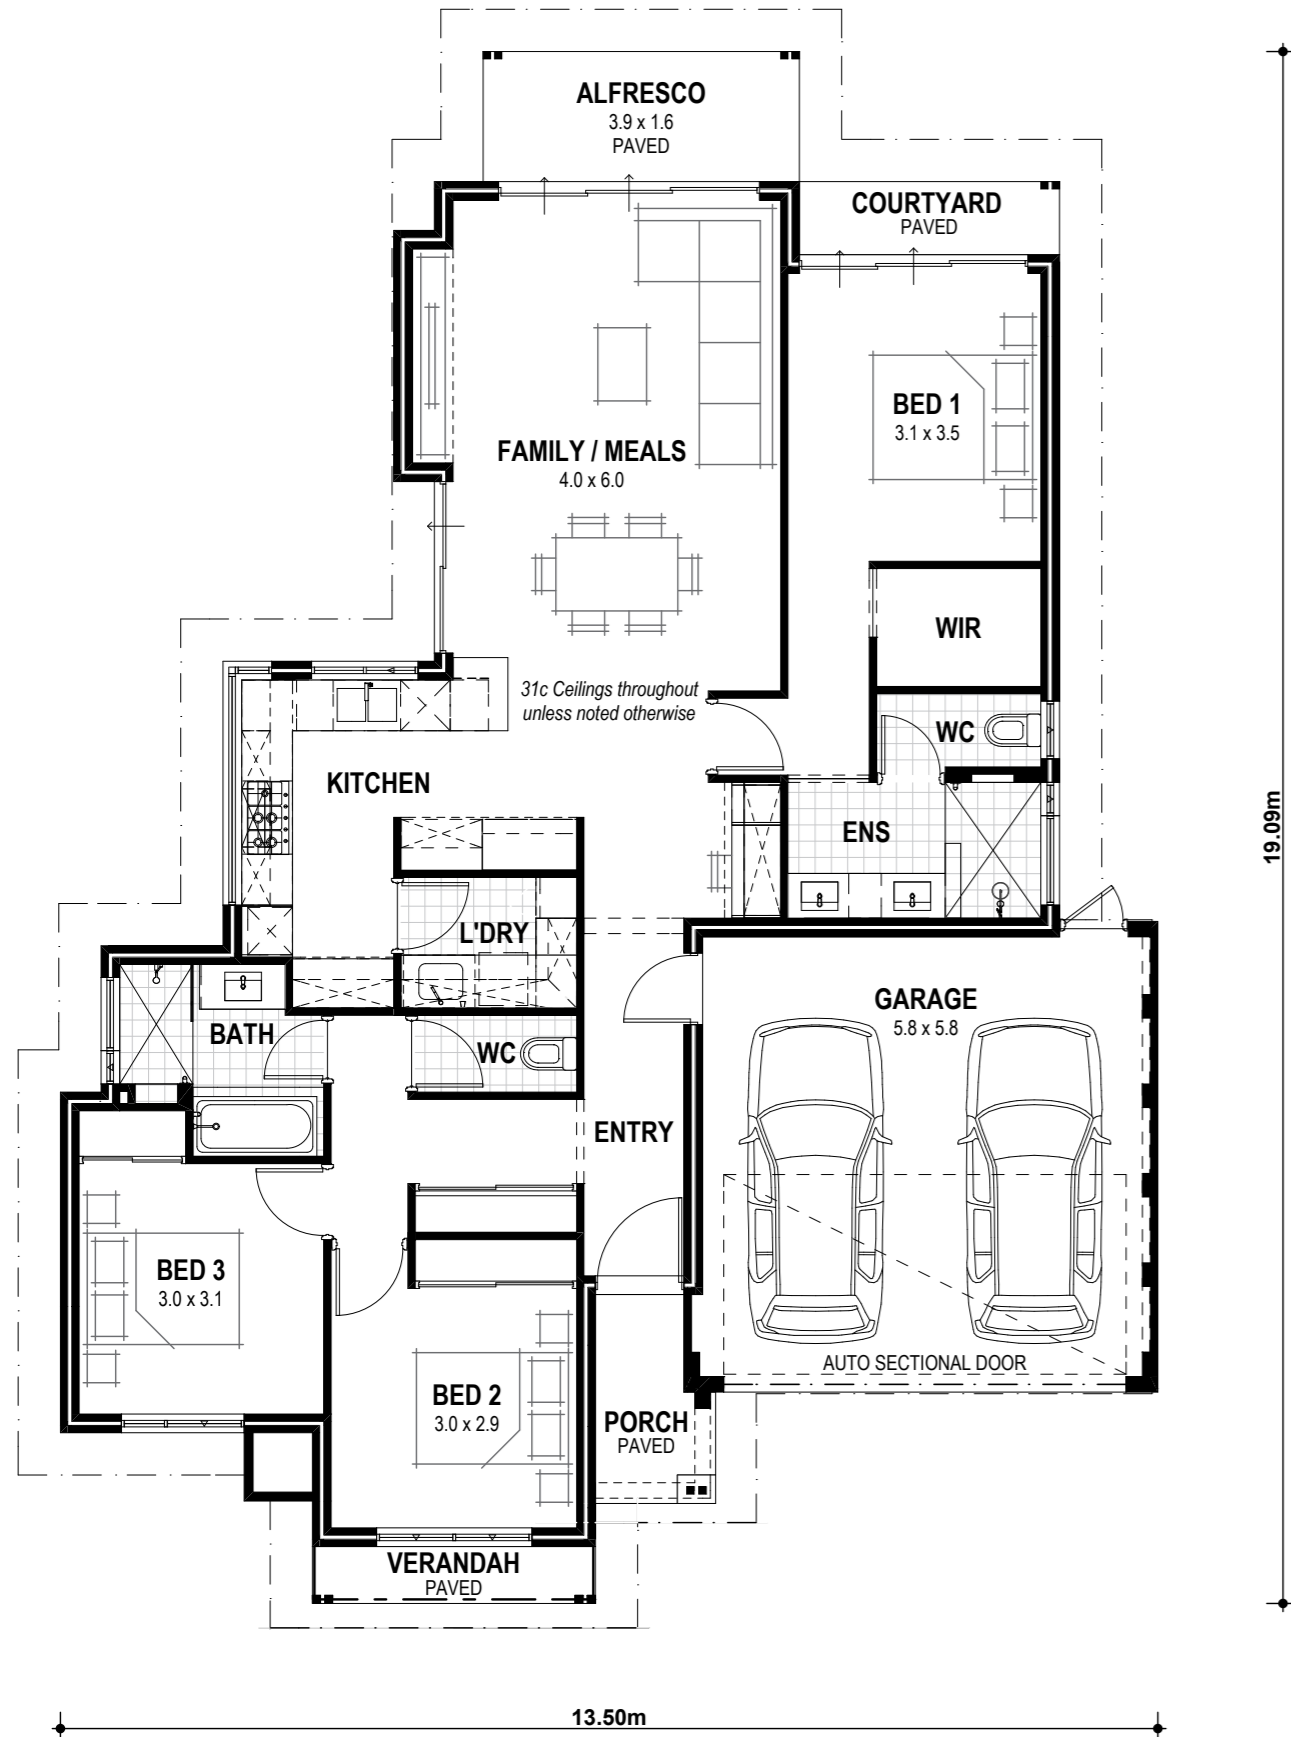 ALFRESCO
3.9 x 1.6
PAVED
COURTYARD
PAVED
BED 1
3.1 x 3.5
FAMILY / MEALS
4.0 x 6.0
WIR
31c Ceilings throughout
unless noted otherwise
WC
KITCHEN
ENS
19.09m
L'DRY
GARAGE
5.8 x 5.8
BATH
WC
ENTRY
BED 3
3.0 x 3.1
AUTO SECTIONAL DOOR
BED 2
3.0 x 2.9
PORCH
PAVED
VERANDAH
PAVED
13.50m